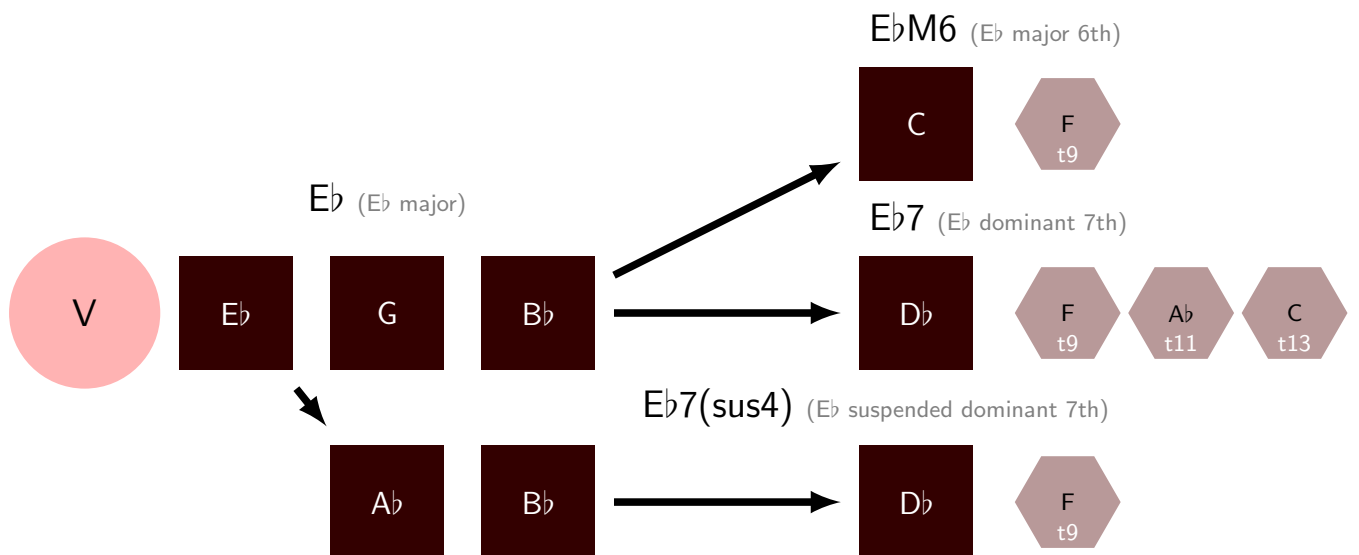 E♭M6 (E♭ major 6th)
C F
t9
E♭ (E♭ major)
E♭7 (E♭ dominant 7th)
V E♭ G B♭ D♭ F A♭ C
t9 t11 t13
E♭7(sus4) (E♭ suspended dominant 7th)
A♭ B♭ D♭ F
t9